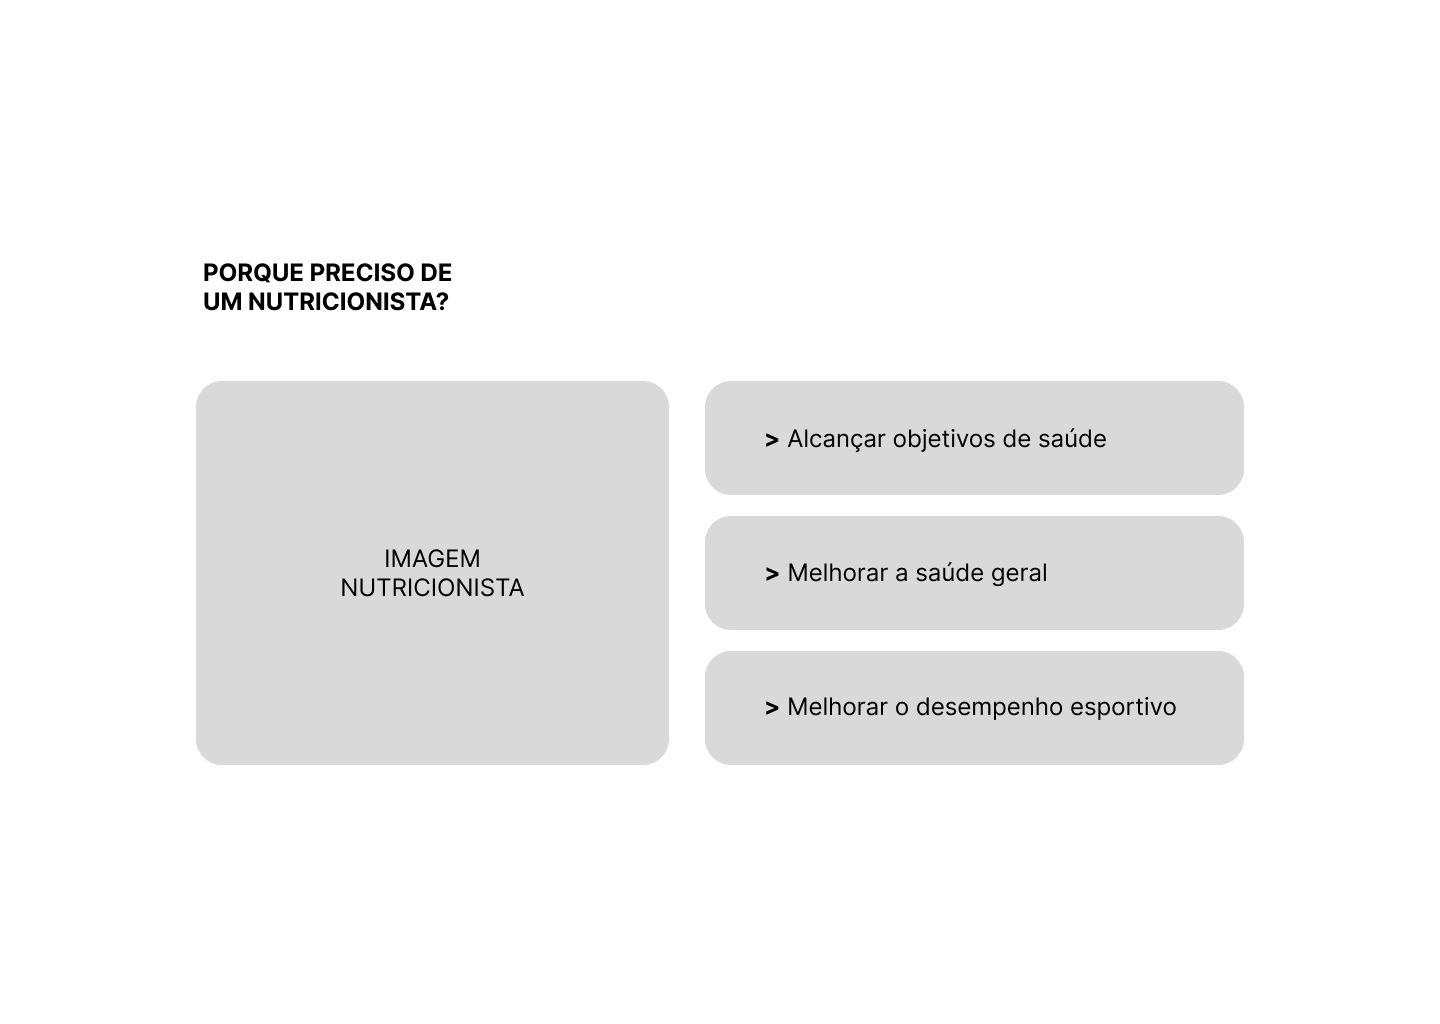 PORQUE PRECISO DE
UM NUTRICIONISTA?
IMAGEM
NUTRICIONISTA
> Alcançar objetivos de saúde
> Melhorar a saúde geral
> Melhorar o desempenho esportivo